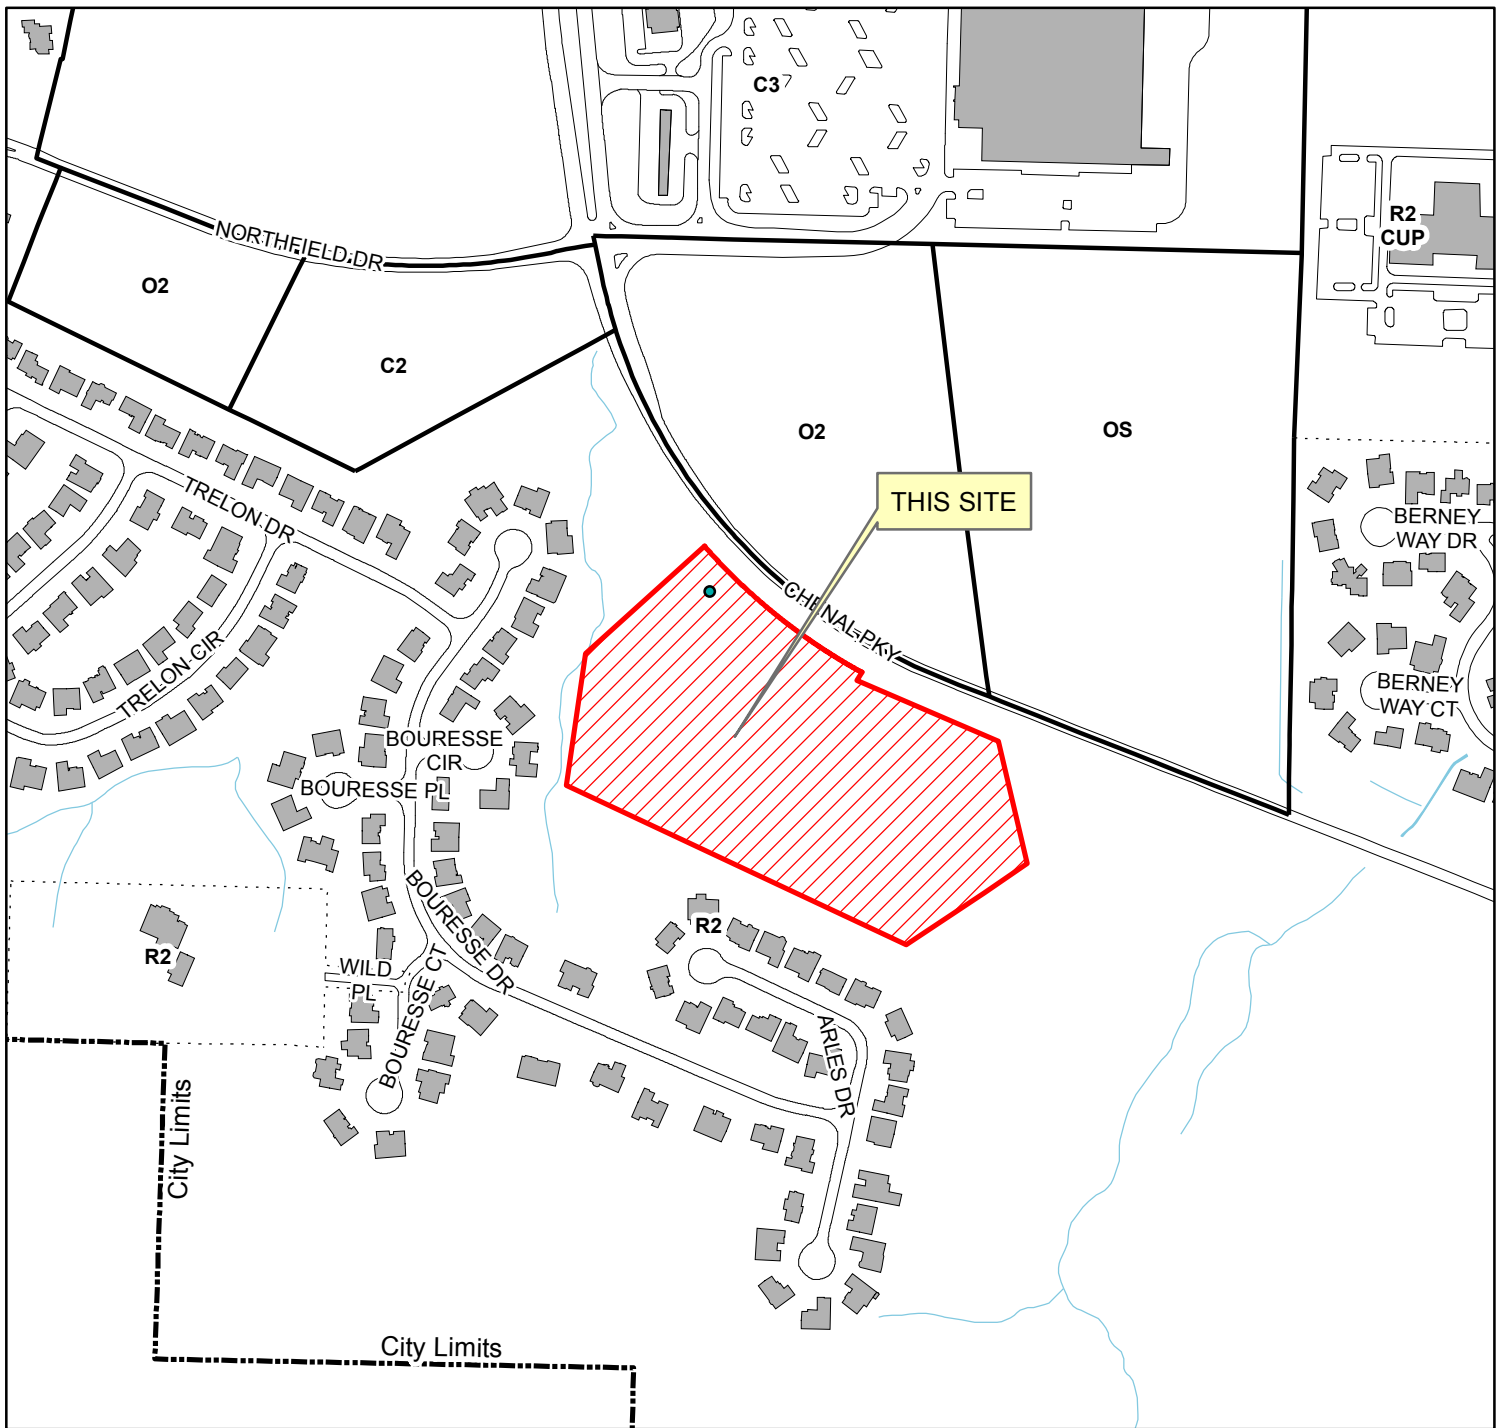 C3
R2
CUP
NORTHFIELD DR
O2
C2
O2
OS
THIS SITE
TRELON DR
BERNEY
WAY DR
CHENAL PKY
TRELON CIR
BERNEY
WAY CT
BOURESSE
CIR
BOURESSE PL
BOURESSE DR
R2
R2
WILD
PL
BOURESSE CT
ARLES DR
City Limits
City Limits